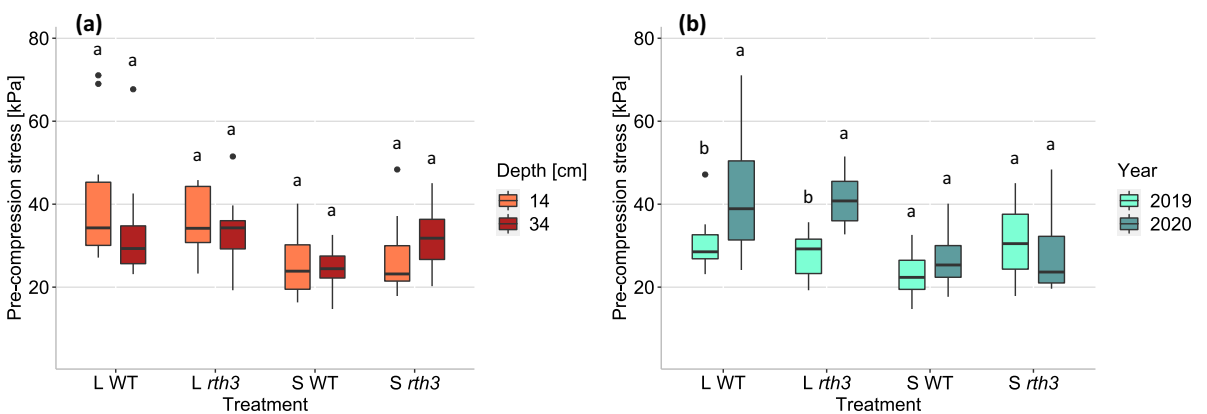 (a)
80
60
40
20
Pre-compression stress [kPa]
a a a a a a a a
L WT L rth3 S WT S rth3
Treatment
Depth [cm]
14
34
(b)
80
60
40
20
Pre-compression stress [kPa]
b a b a a a a a
L WT L rth3 S WT S rth3
Treatment
Year
2019
2020